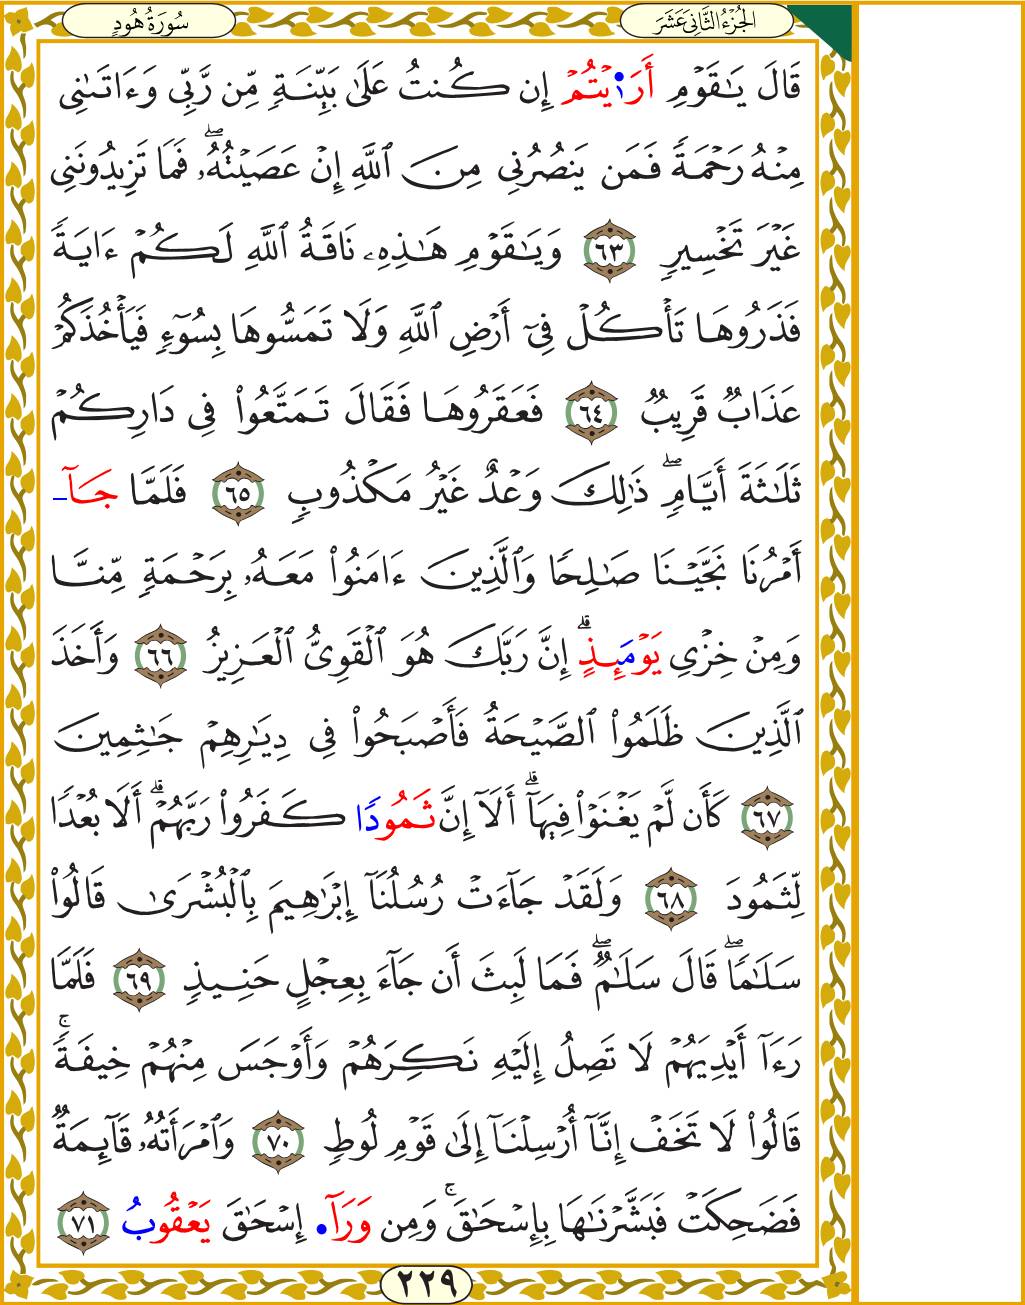 الجُزْءُ الثَّانِي عَشَرَ
سُورَةُ هُودٍ
قَالَ يَٰقَوْمِ أَرَٰ•يْتُمْ إِن كُنتُ عَلَىٰ بَيِّنَةٍ مِّن رَّبِّي وَءَاتَىٰنِي
مِنْهُ رَحْمَةً فَمَن يَنصُرُنِي مِنَ ٱللَّهِ إِنْ عَصَيْتُهُۥۖ فَمَا تَزِيدُونَنِي
غَيْرَ تَخْسِيرٍ ٦٣ وَيَٰقَوْمِ هَٰذِهِۦ نَاقَةُ ٱللَّهِ لَكُمْ ءَايَةً
فَذَرُوهَا تَأْكُلْ فِيٓ أَرْضِ ٱللَّهِ وَلَا تَمَسُّوهَا بِسُوٓءٍ فَيَأْخُذَكُمْ
عَذَابٌ قَرِيبٌ ٦٤ فَعَقَرُوهَا فَقَالَ تَمَتَّعُوا۟ فِي دَارِكُمْ
ثَلَٰثَةَ أَيَّامٍۖ ذَٰلِكَ وَعْدٌ غَيْرُ مَكْذُوبٍ ٦٥ فَلَمَّا جَآ ـ
أَمْرُنَا نَجَّيْنَا صَٰلِحًا وَٱلَّذِينَ ءَامَنُوا۟ مَعَهُۥ بِرَحْمَةٍ مِّنَّا
وَمِنْ خِزْيِ يَوْمَئِذٍۗ إِنَّ رَبَّكَ هُوَ ٱلْقَوِيُّ ٱلْعَزِيزُ ٦٦ وَأَخَذَ
ٱلَّذِينَ ظَلَمُوا۟ ٱلصَّيْحَةُ فَأَصْبَحُوا۟ فِي دِيَٰرِهِمْ جَٰثِمِينَ
٦٧ كَأَن لَّمْ يَغْنَوْا۟ فِيهَآۗ أَلَآ إِنَّ ثَمُودًا كَفَرُوا۟ رَبَّهُمْۗ أَلَا بُعْدًا
لِّثَمُودَ ٦٨ وَلَقَدْ جَآءَتْ رُسُلُنَآ إِبْرَٰهِيمَ بِٱلْبُشْرَىٰ قَالُوا۟
سَلَٰمًاۖ قَالَ سَلَٰمٌۖ فَمَا لَبِثَ أَن جَآءَ بِعِجْلٍ حَنِيذٍ ٦٩ فَلَمَّا
رَءَآ أَيْدِيَهُمْ لَا تَصِلُ إِلَيْهِ نَكِرَهُمْ وَأَوْجَسَ مِنْهُمْ خِيفَةًۚ
قَالُوا۟ لَا تَخَفْ إِنَّآ أُرْسِلْنَآ إِلَىٰ قَوْمِ لُوطٍ ٧٠ وَٱمْرَأَتُهُۥ قَآئِمَةٌ
فَضَحِكَتْ فَبَشَّرْنَٰهَا بِإِسْحَٰقَۚ وَمِن وَرَآ• إِسْحَٰقَ يَعْقُوبُ ٧١
٢٢٩